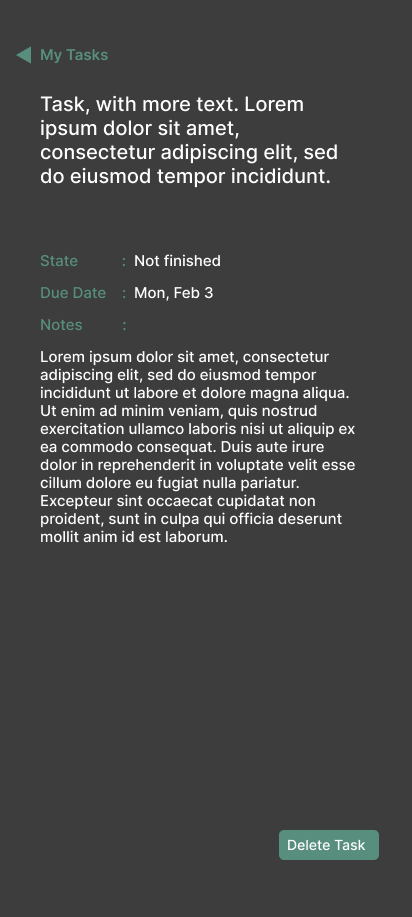 My Tasks
Task, with more text. Lorem
ipsum dolor sit amet,
consectetur adipiscing elit, sed
do eiusmod tempor incididunt.
State : Not finished
Due Date : Mon, Feb 3
Notes :
Lorem ipsum dolor sit amet, consectetur
adipiscing elit, sed do eiusmod tempor
incididunt ut labore et dolore magna aliqua.
Ut enim ad minim veniam, quis nostrud
exercitation ullamco laboris nisi ut aliquip ex
ea commodo consequat. Duis aute irure
dolor in reprehenderit in voluptate velit esse
cillum dolore eu fugiat nulla pariatur.
Excepteur sint occaecat cupidatat non
proident, sunt in culpa qui officia deserunt
mollit anim id est laborum.
Delete Task